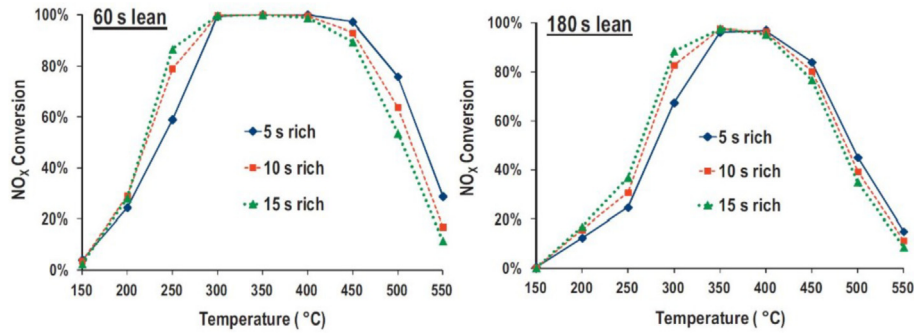 60 s lean
NOX Conversion
100%
80%
60%
40%
20%
0%
5 s rich
10 s rich
15 s rich
150 200 250 300 350 400 450 500 550
Temperature ( °C)
180 s lean
NOX Conversion
100%
80%
60%
40%
20%
0%
5 s rich
10 s rich
15 s rich
150 200 250 300 350 400 450 500 550
Temperature ( °C)